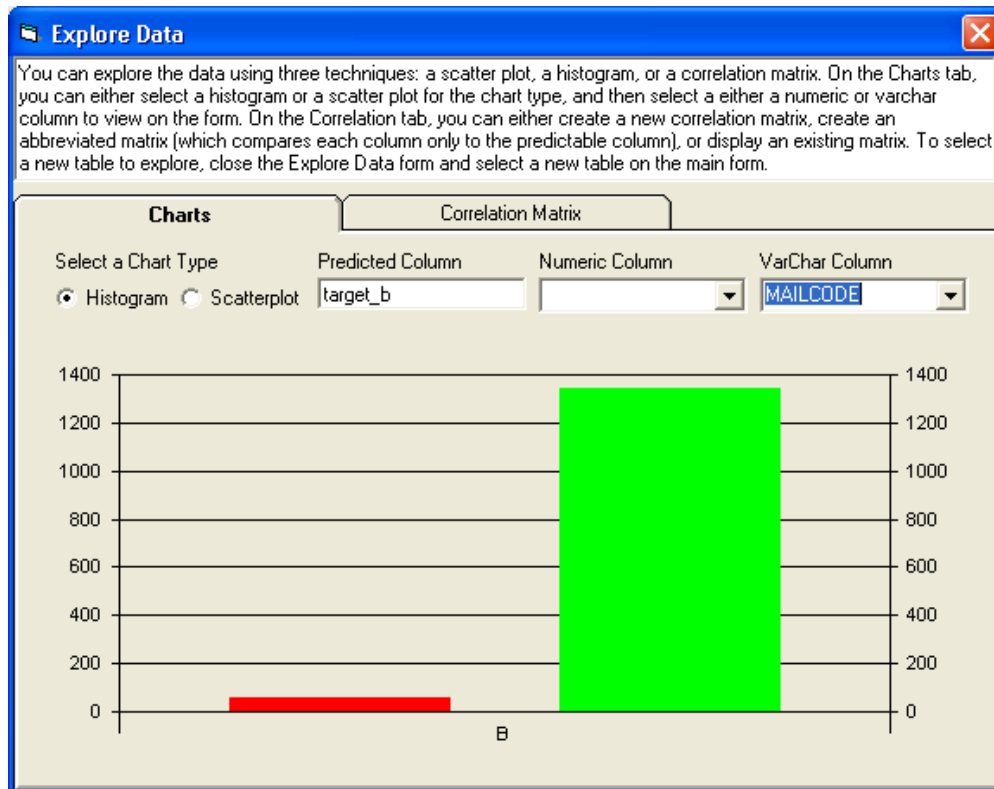 Explore Data
You can explore the data using three techniques: a scatter plot, a histogram, or a correlation matrix. On the Charts tab,
you can either select a histogram or a scatter plot for the chart type, and then select a either a numeric or varchar
column to view on the form. On the Correlation tab, you can either create a new correlation matrix, create an
abbreviated matrix (which compares each column only to the predictable column), or display an existing matrix. To select
a new table to explore, close the Explore Data form and select a new table on the main form.
Charts Correlation Matrix
Select a Chart Type Predicted Column Numeric Column VarChar Column
Histogram Scatterplot target_b MAILCODE
1400 1400
1200 1200
1000 1000
800 800
600 600
400 400
200 200
0 0
B